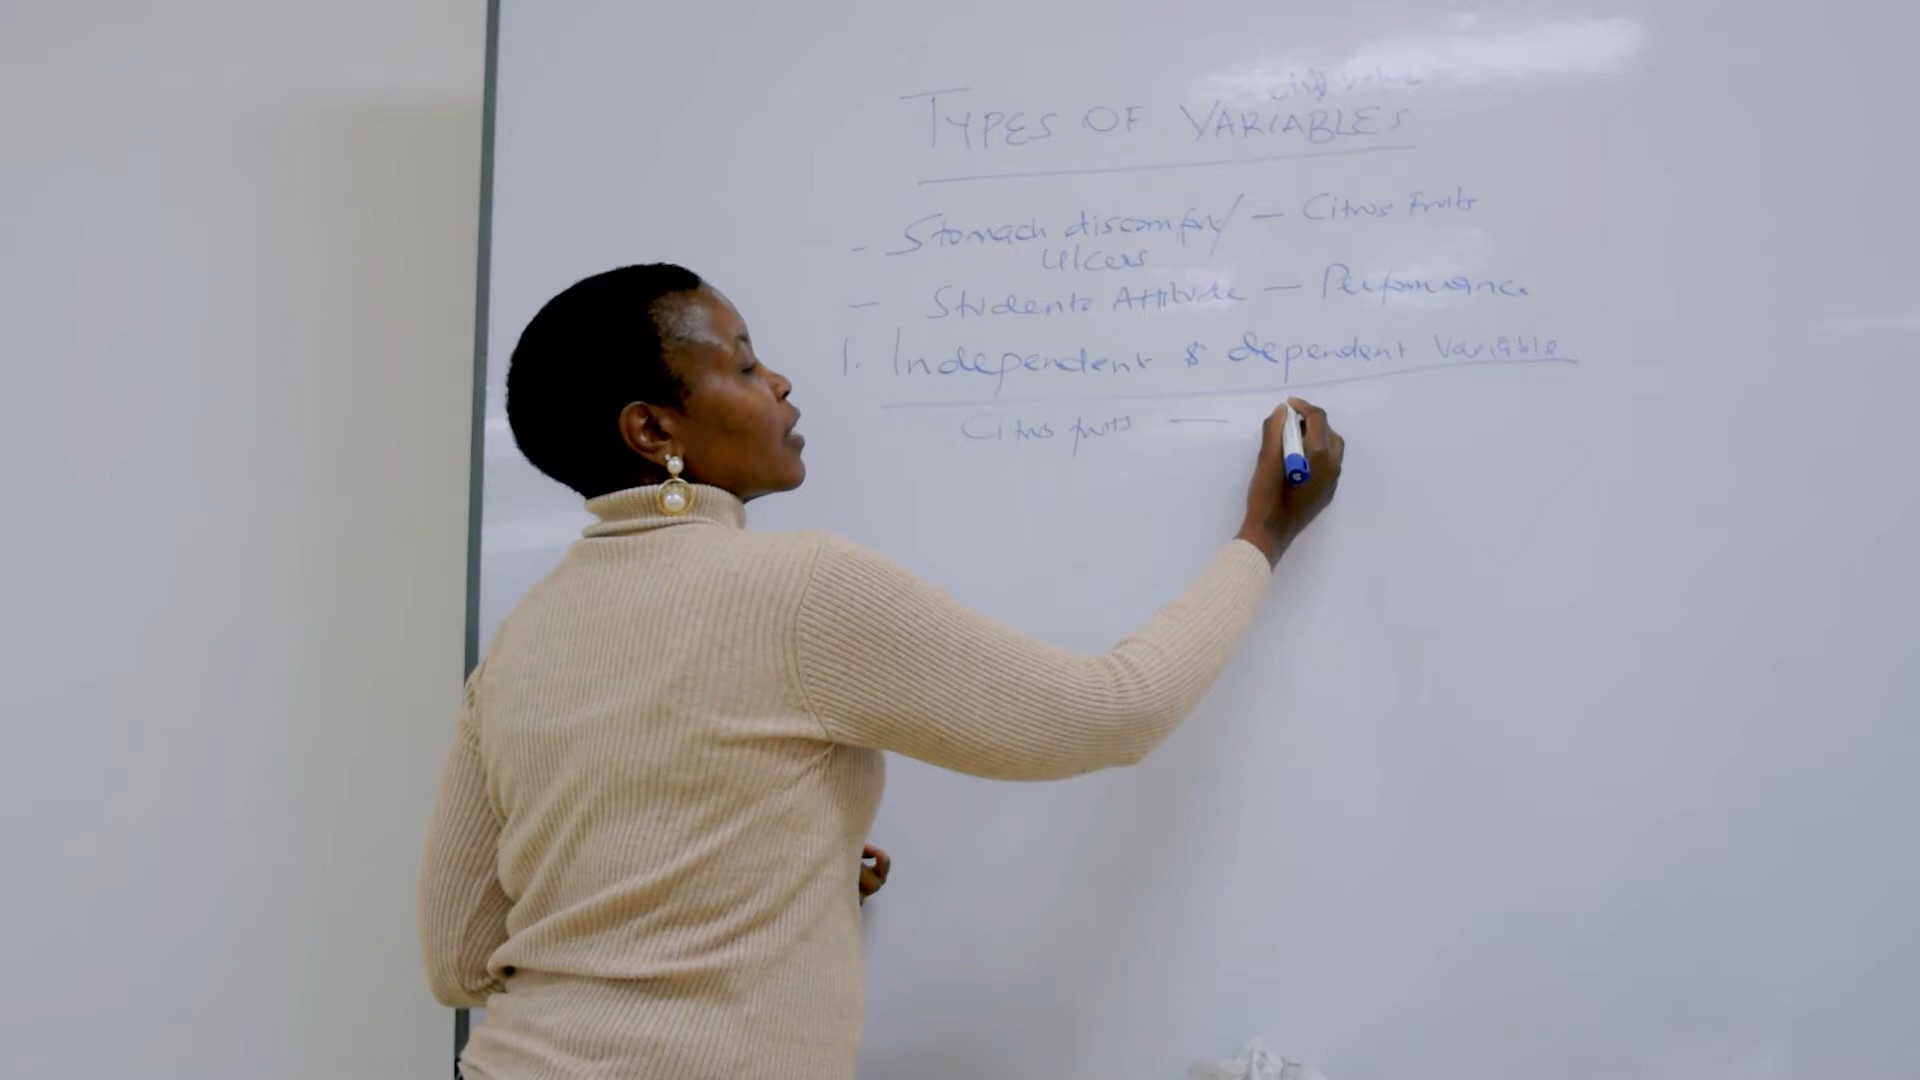 TYPES OF VARIABLES
- Stomach discomfort/ - Citrus Fruits
Ulcers
- Students Attitude - Performance
1. Independent & dependent Variable
Citrus fruits -